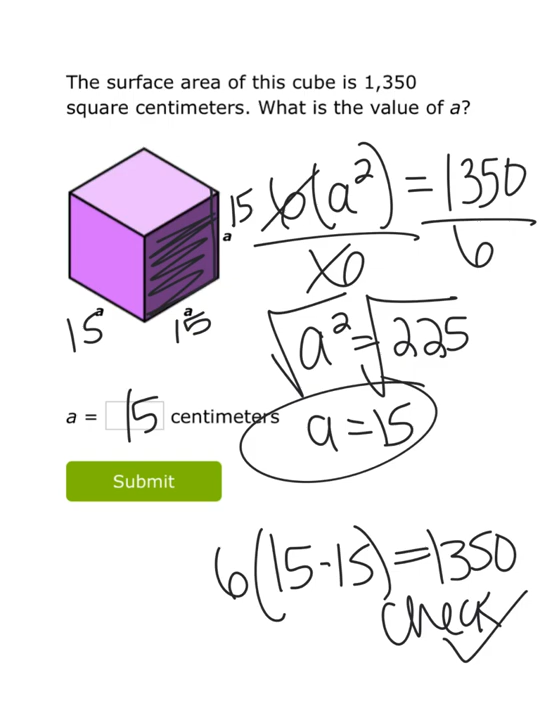 The surface area of this cube is 1,350
square centimeters. What is the value of a?
15
6(a²) = 1350
6 6
a
a a
15 15
√a² = √225
a = 15 centimeters
a = 15
Submit
6(15·15) = 1350
check ✓